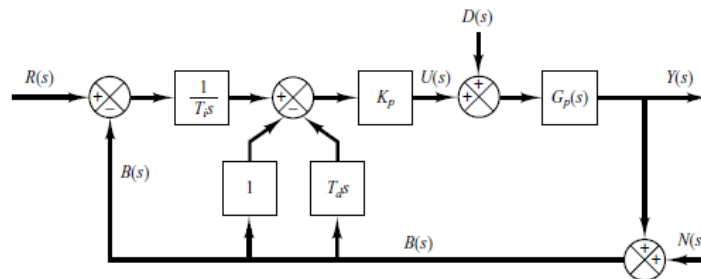 D(s)
R(s)
+
−
1
T_i s
+
−
−
K_p
U(s)
+
+
G_p(s)
Y(s)
B(s)
1
T_d s
B(s)
+
+
N(s